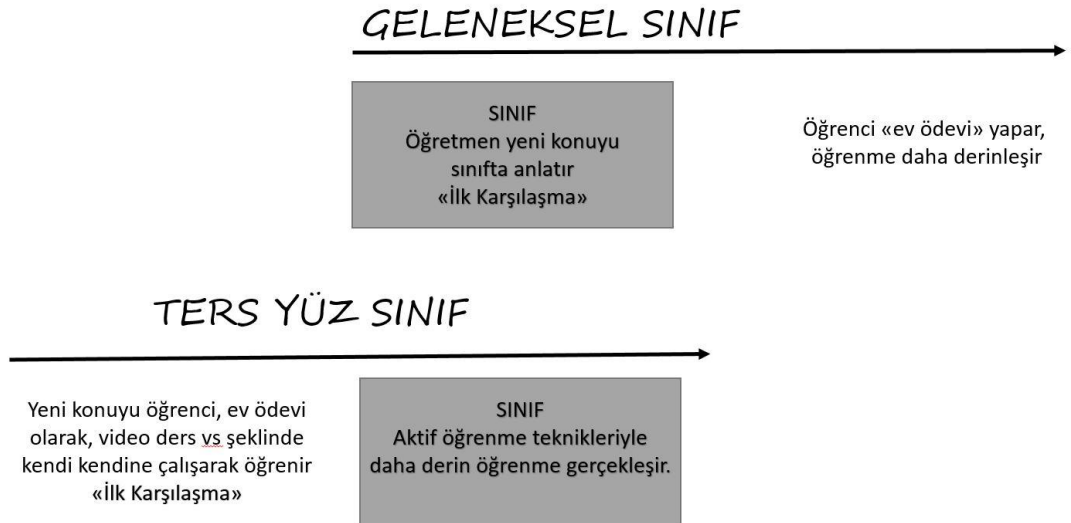 GELENEKSEL SINIF
SINIF
Öğretmen yeni konuyu
sınıfta anlatır
«İlk Karşılaşma»
Öğrenci «ev ödevi» yapar,
öğrenme daha derinleşir
TERS YÜZ SINIF
Yeni konuyu öğrenci, ev ödevi
olarak, video ders vs şeklinde
kendi kendine çalışarak öğrenir
«İlk Karşılaşma»
SINIF
Aktif öğrenme teknikleriyle
daha derin öğrenme gerçekleşir.